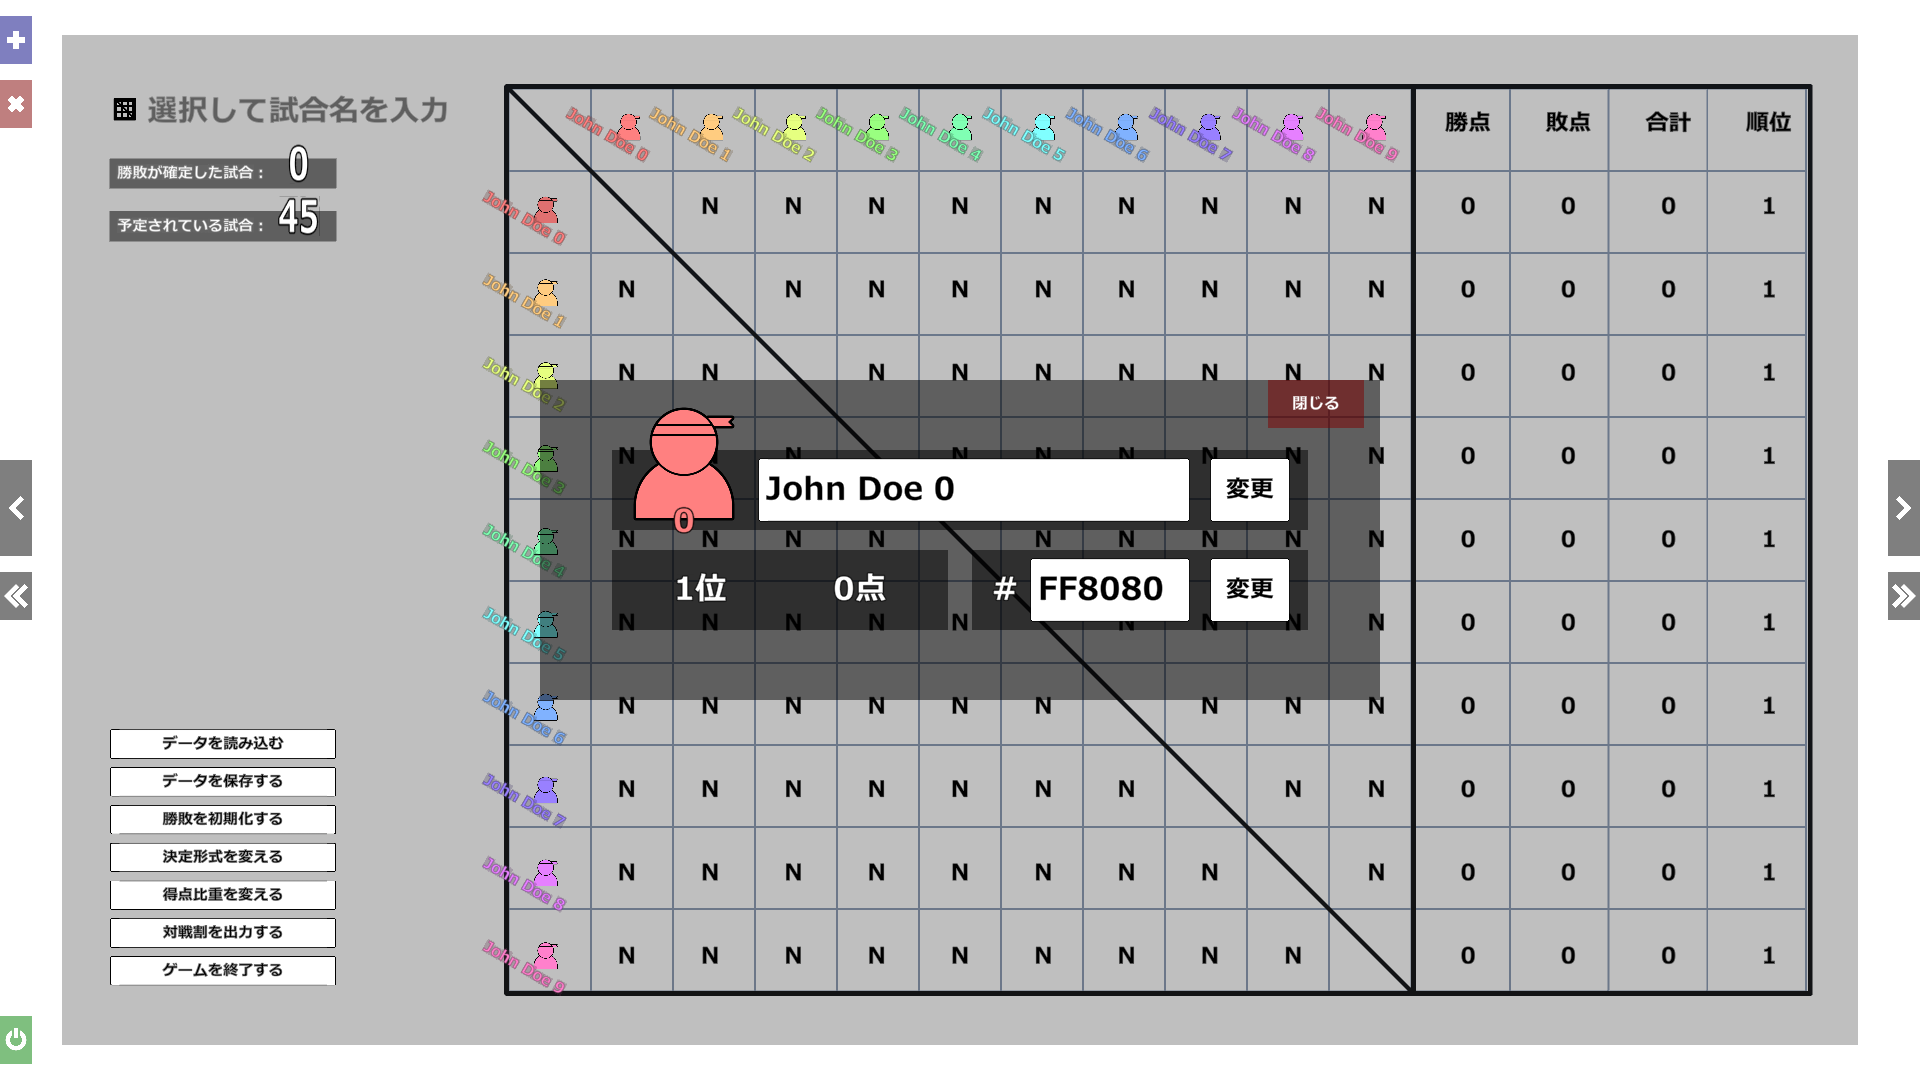 選択して試合名を入力
勝敗が確定した試合： 0
予定されている試合： 45
John Doe 0 John Doe 1 John Doe 2 John Doe 3 John Doe 4 John Doe 5 John Doe 6 John Doe 7 John Doe 8 John Doe 9 勝点 敗点 合計 順位
John Doe 0 N N N N N N N N N 0 0 0 1
John Doe 1 N N N N N N N N N 0 0 0 1
John Doe 2 N N N N N N N N N 0 0 0 1
閉じる
John Doe 3 N N N N N N N N N 0 0 0 1
John Doe 0 変更
0
John Doe 4 N N N N N N N N N 0 0 0 1
1位 0点 # FF8080 変更
John Doe 5 N N N N N N N 0 0 0 1
John Doe 6 N N N N N N N N N 0 0 0 1
John Doe 7 N N N N N N N N N 0 0 0 1
John Doe 8 N N N N N N N N N 0 0 0 1
John Doe 9 N N N N N N N N N 0 0 0 1
データを読み込む
データを保存する
勝敗を初期化する
決定形式を変える
得点比重を変える
対戦割を出力する
ゲームを終了する